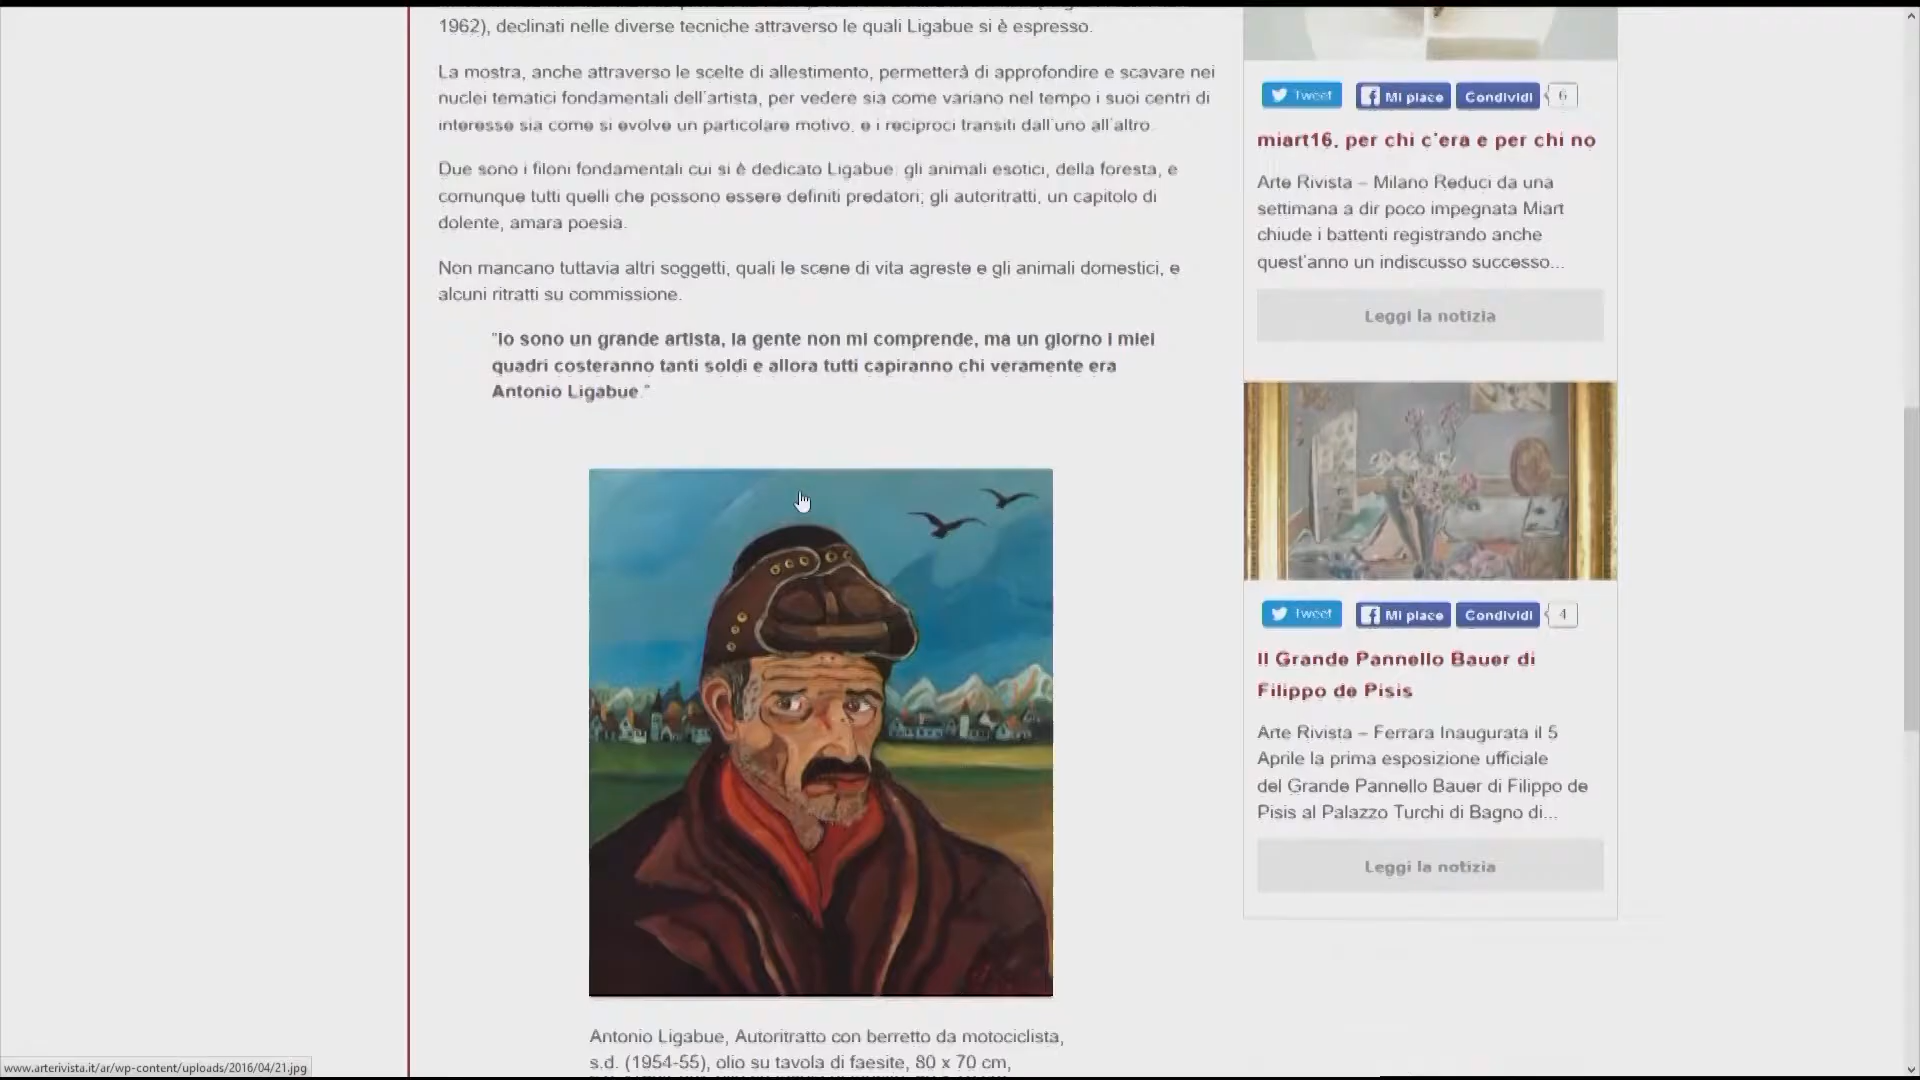 1962), declinati nelle diverse tecniche attraverso le quali Ligabue si è espresso.
La mostra, anche attraverso le scelte di allestimento, permetterà di approfondire e scavare nei
nuclei tematici fondamentali dell'artista, per vedere sia come variano nel tempo i suoi centri di
interesse sia come si evolve un particolare motivo, e i reciproci transiti dall'uno all'altro.
Due sono i filoni fondamentali cui si è dedicato Ligabue: gli animali esotici, della foresta, e
comunque tutti quelli che possono essere definiti predatori; gli autoritratti, un capitolo di
dolente, amara poesia.
Non mancano tuttavia altri soggetti, quali le scene di vita agreste e gli animali domestici, e
alcuni ritratti su commissione.
"Io sono un grande artista, la gente non mi comprende, ma un giorno i miei
quadri costeranno tanti soldi e allora tutti capiranno chi veramente era
Antonio Ligabue."
Antonio Ligabue, Autoritratto con berretto da motociclista,
s.d. (1954-55), olio su tavola di faesite, 80 x 70 cm,
Tweet Mi piace Condividi 6
miart16, per chi c'era e per chi no
Arte Rivista – Milano Reduci da una
settimana a dir poco impegnata Miart
chiude i battenti registrando anche
quest'anno un indiscusso successo...
Leggi la notizia
Tweet Mi piace Condividi 4
Il Grande Pannello Bauer di
Filippo de Pisis
Arte Rivista – Ferrara Inaugurata il 5
Aprile la prima esposizione ufficiale
del Grande Pannello Bauer di Filippo de
Pisis al Palazzo Turchi di Bagno di...
Leggi la notizia
www.arterivista.it/ar/wp-content/uploads/2016/04/21.jpg